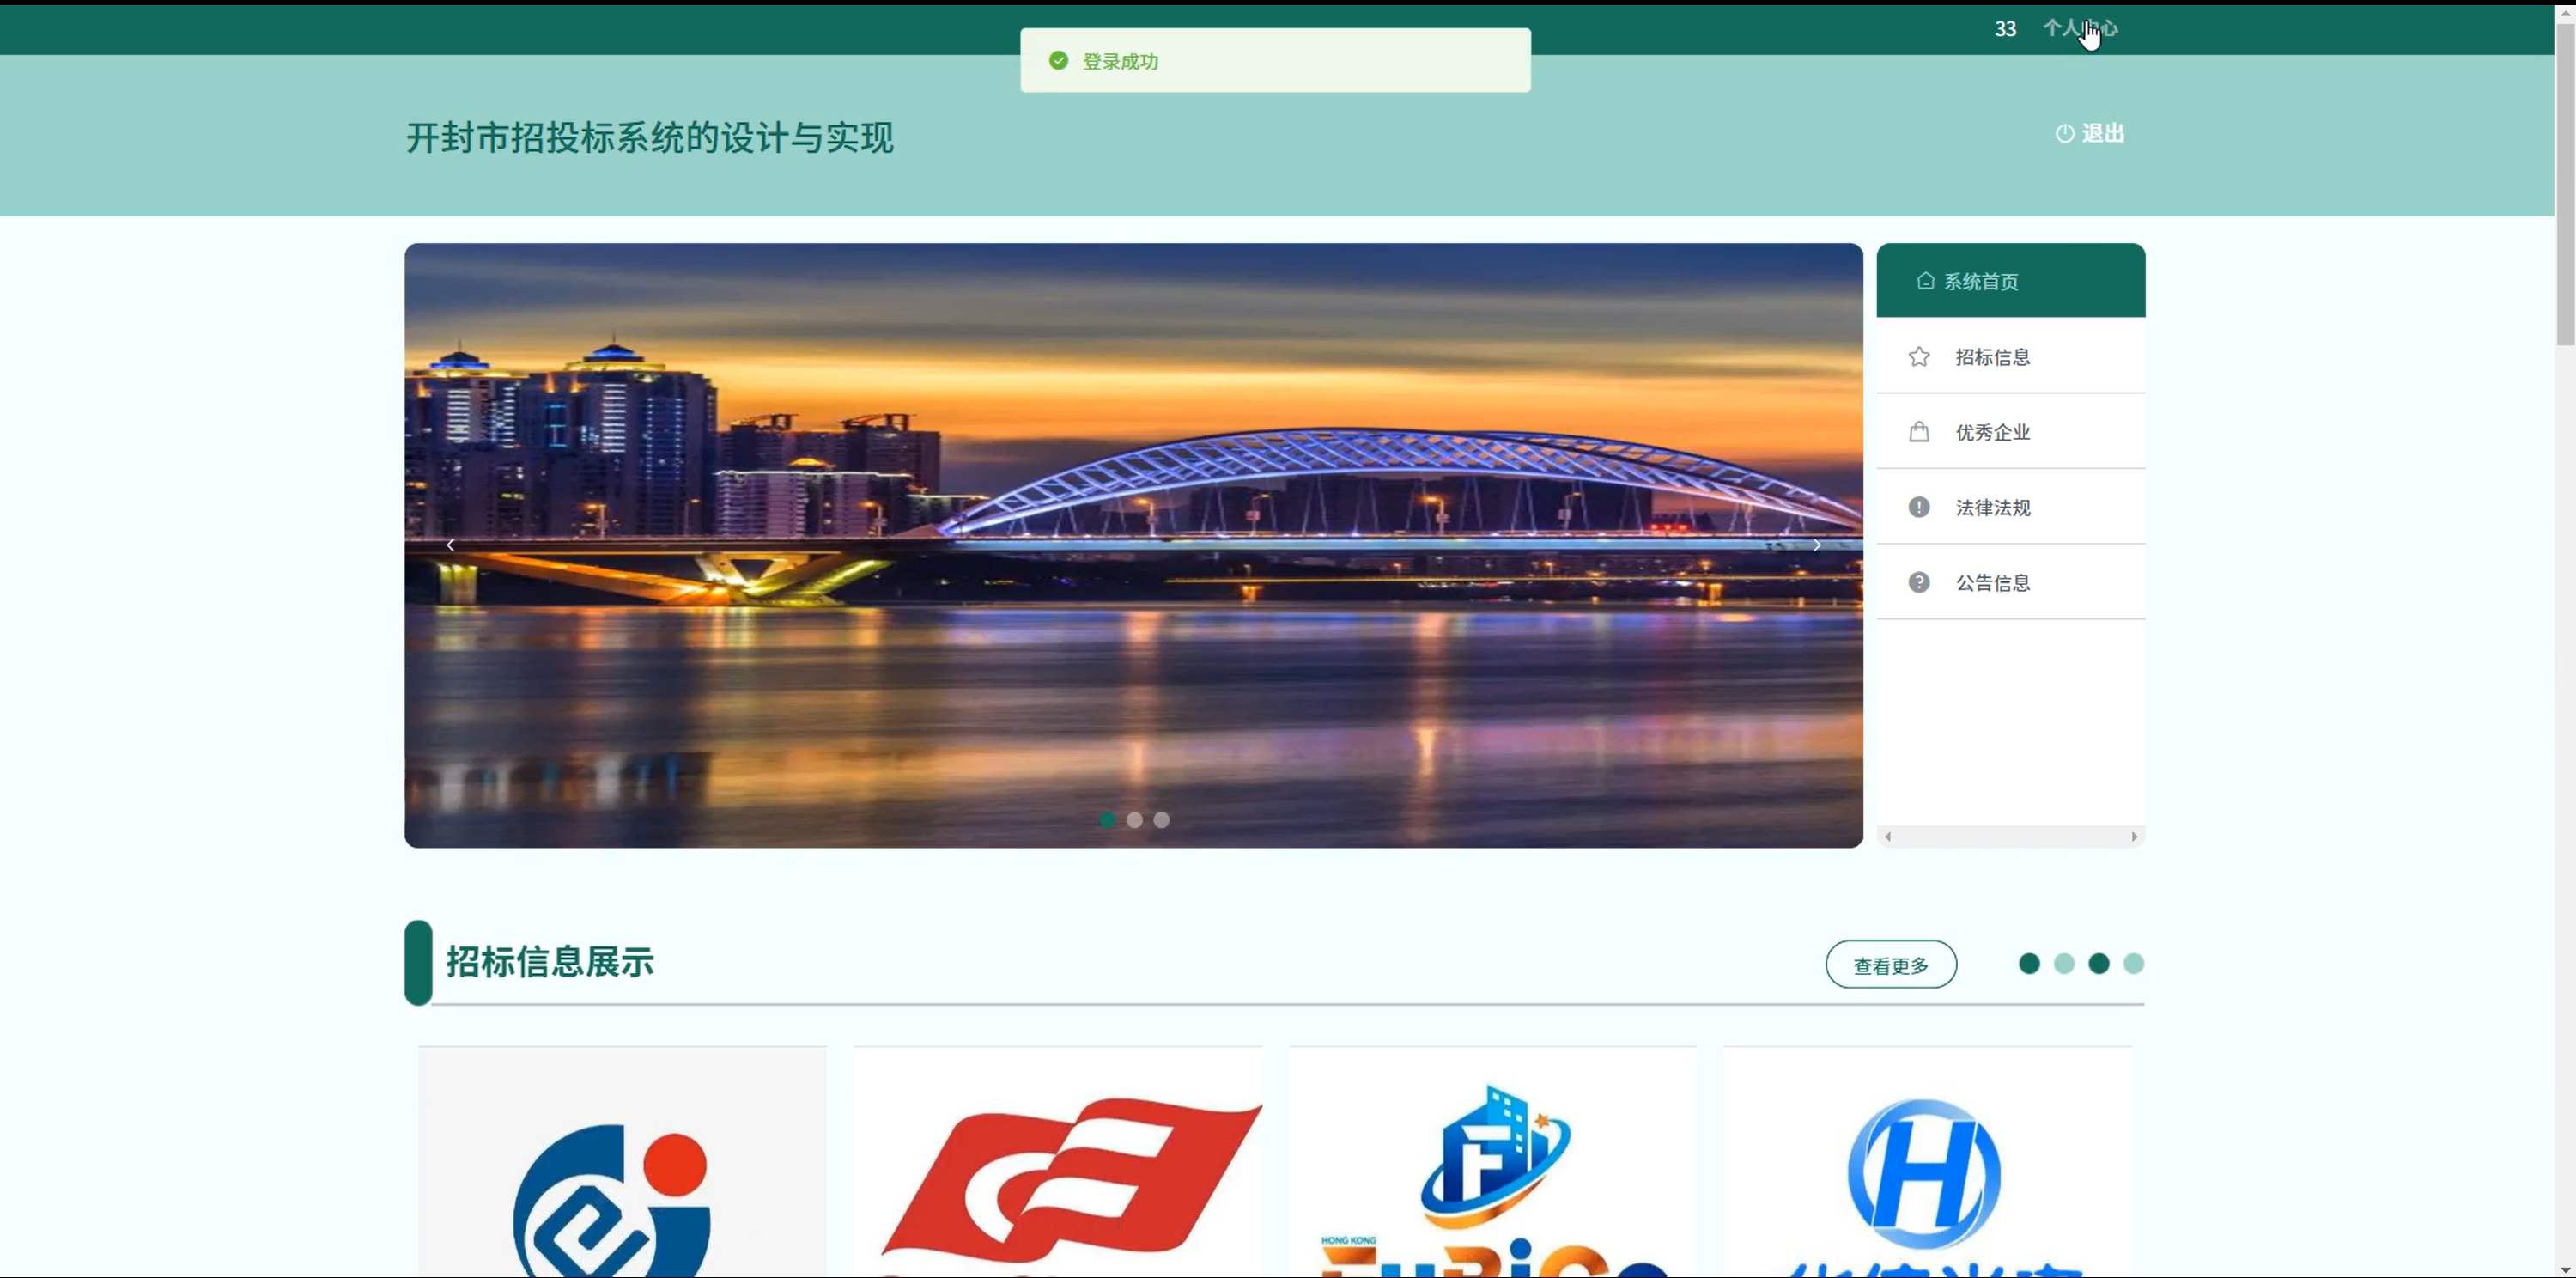 33 个人中心
登录成功
开封市招投标系统的设计与实现
退出
系统首页
招标信息
优秀企业
法律法规
公告信息
招标信息展示
查看更多
HONG KONG